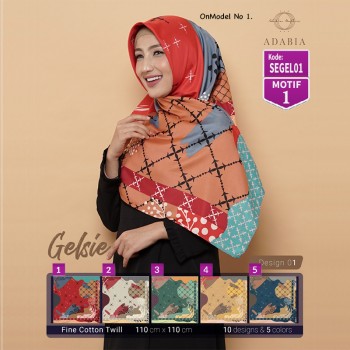 OnModel No 1.
ADABIA
Kode:
SEGEL01
MOTIF
1
Gelsie
Design 01
1 2 3 4 5
Fine Cotton Twill 110 cm x 110 cm 10 designs & 5 colors